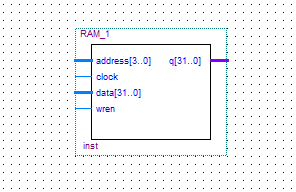 RAM_1
address[3..0] q[31..0]
clock
data[31..0]
wren
inst